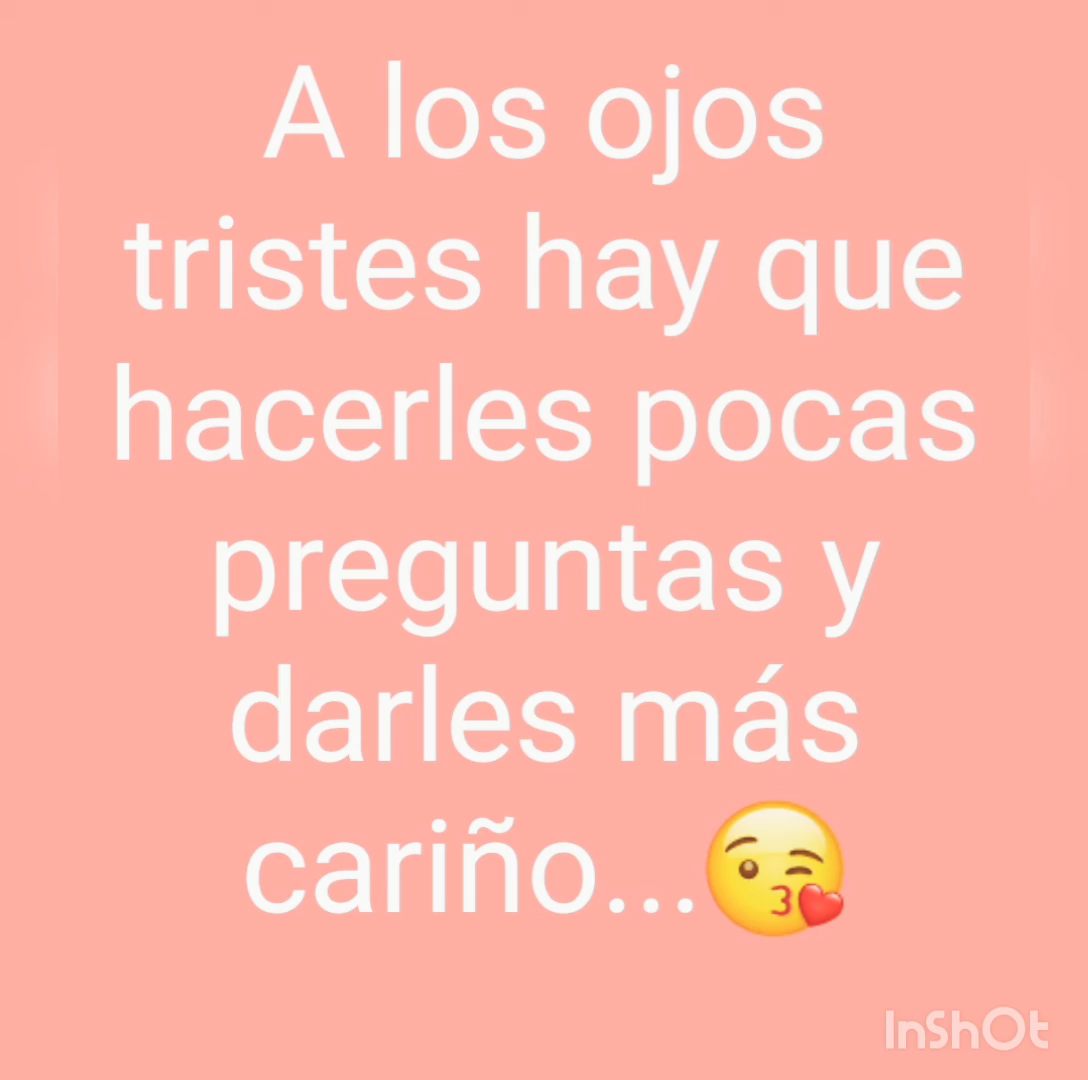 A los ojos
tristes hay que
hacerles pocas
preguntas y
darles más
cariño...😘
InShOt